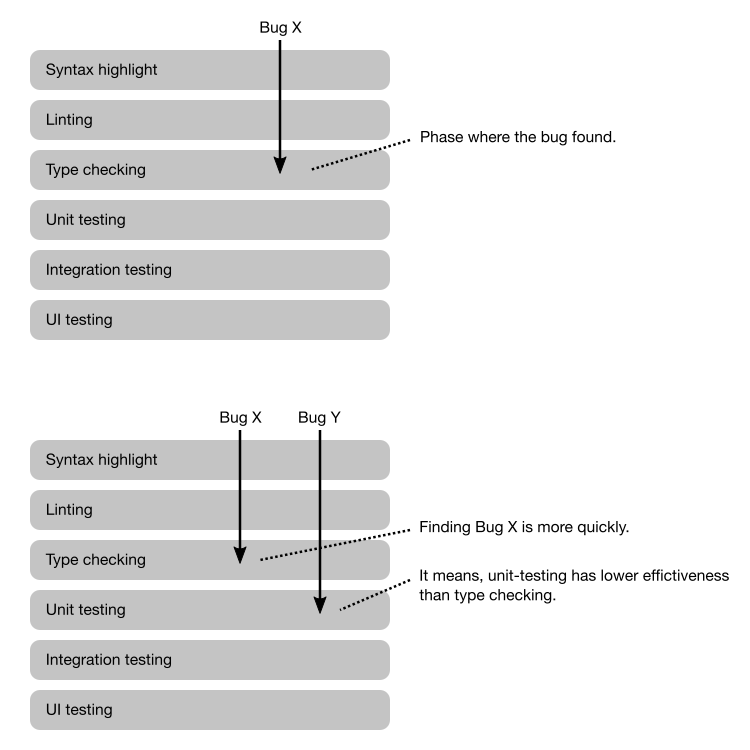 Bug X
Syntax highlight
Linting
Phase where the bug found.
Type checking
Unit testing
Integration testing
UI testing
Bug X
Bug Y
Syntax highlight
Linting
Finding Bug X is more quickly.
Type checking
It means, unit-testing has lower effictiveness
than type checking.
Unit testing
Integration testing
UI testing